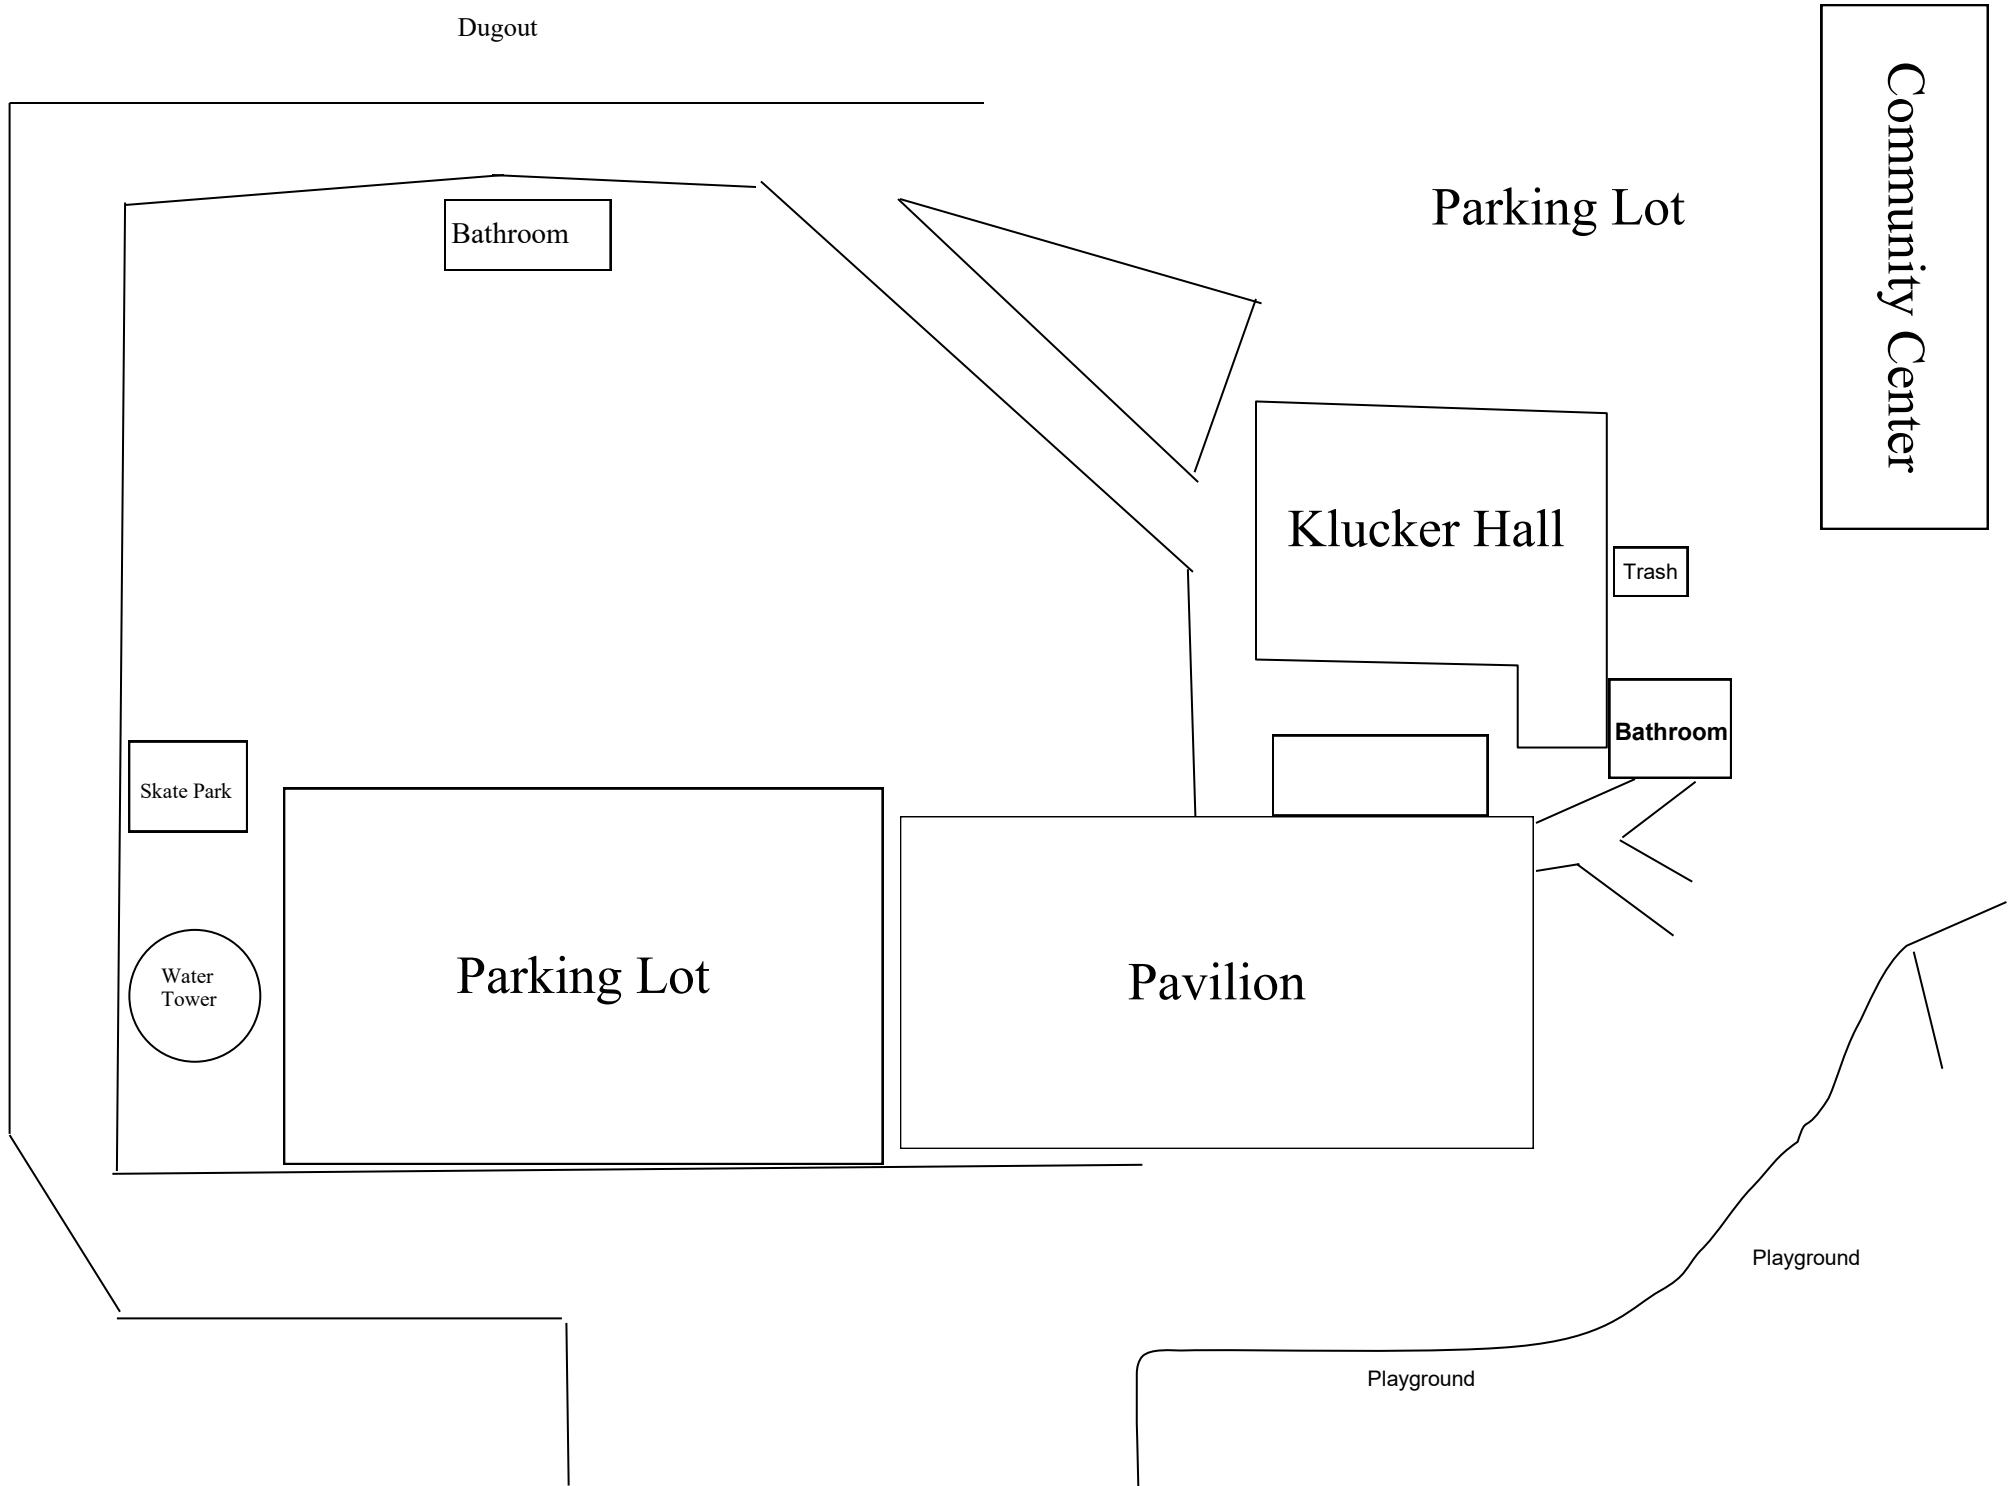 Dugout
Community Center
Parking Lot
Bathroom
Klucker Hall
Trash
Bathroom
Skate Park
Parking Lot
Pavilion
Water
Tower
Playground
Playground